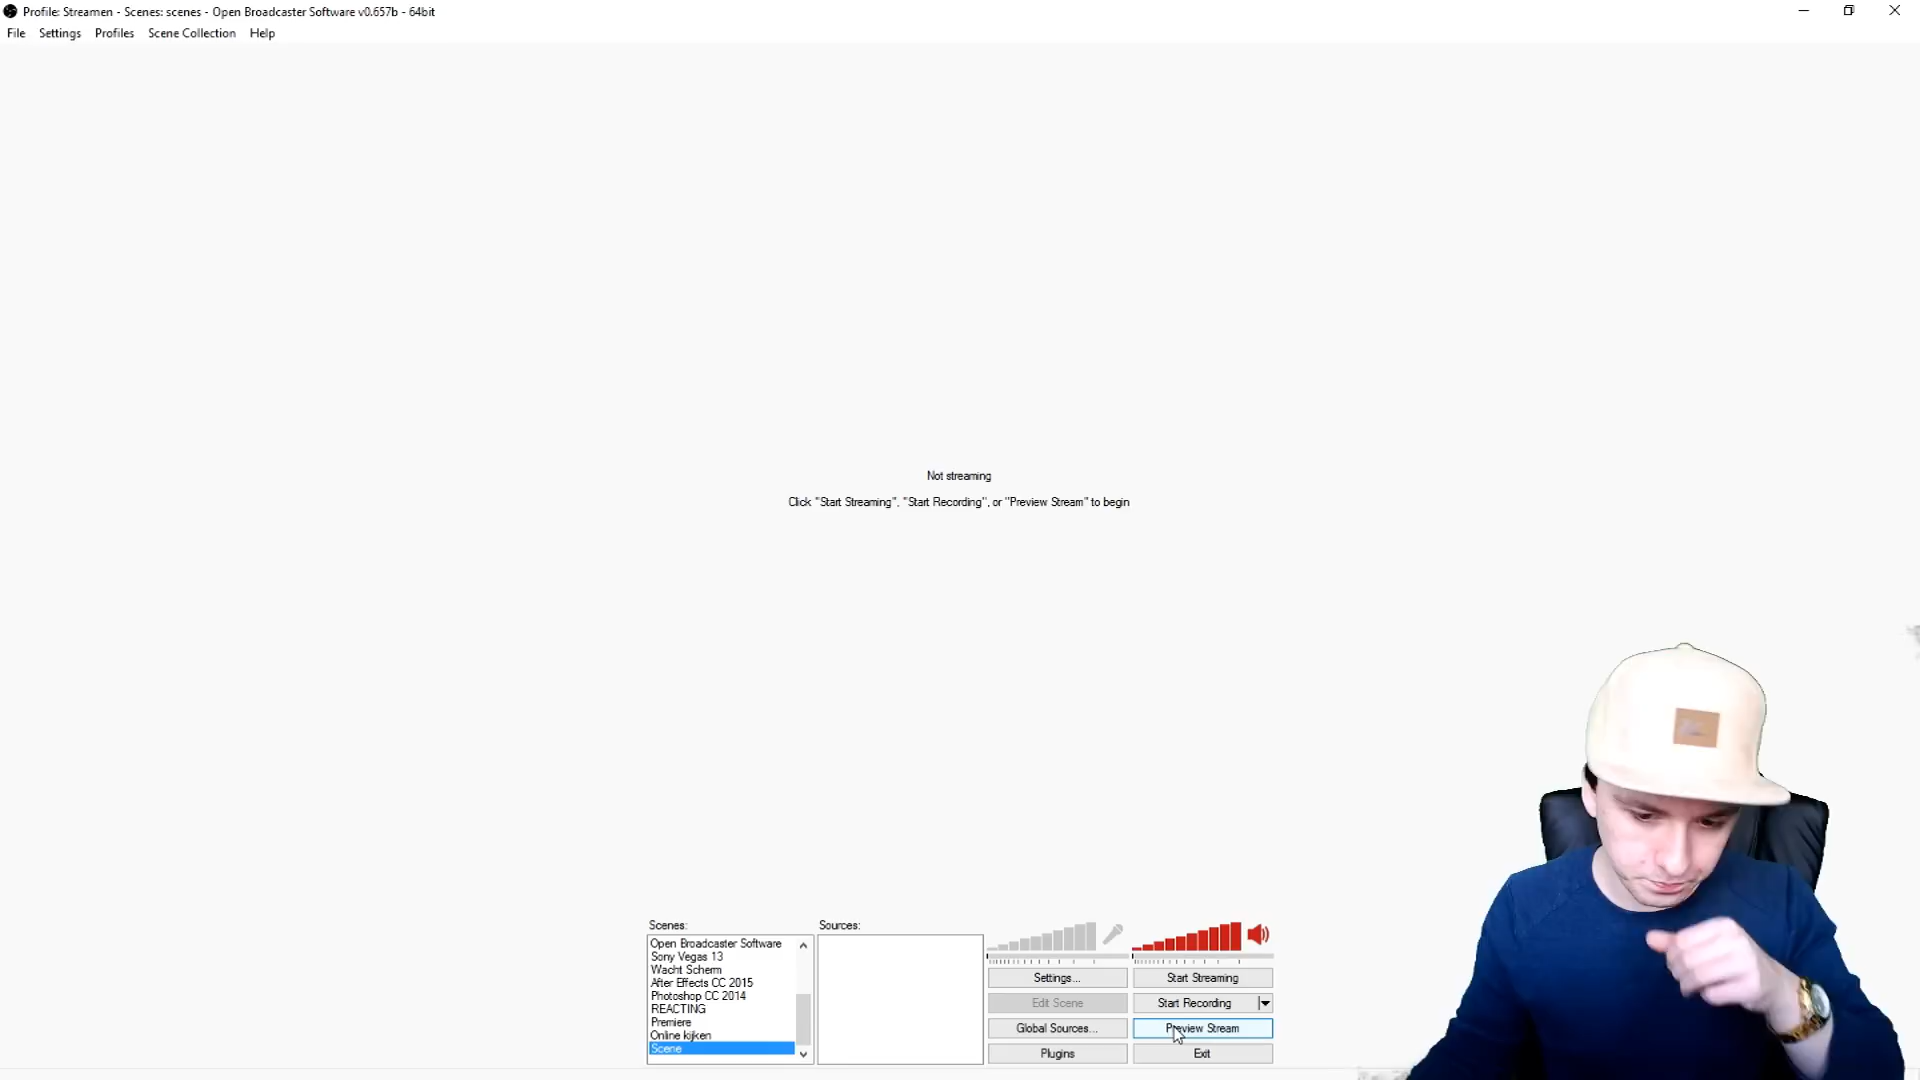 Profile: Streamen - Scenes: scenes - Open Broadcaster Software v0.657b - 64bit
File Settings Profiles Scene Collection Help
Not streaming
Click "Start Streaming", "Start Recording", or "Preview Stream" to begin
Scenes:
Open Broadcaster Software
Sony Vegas 13
Wacht Scherm
After Effects CC 2015
Photoshop CC 2014
REACTING
Premiere
Online kijken
Scene
Sources:
Settings...
Start Streaming
Edit Scene
Start Recording
Global Sources...
Preview Stream
Plugins
Exit